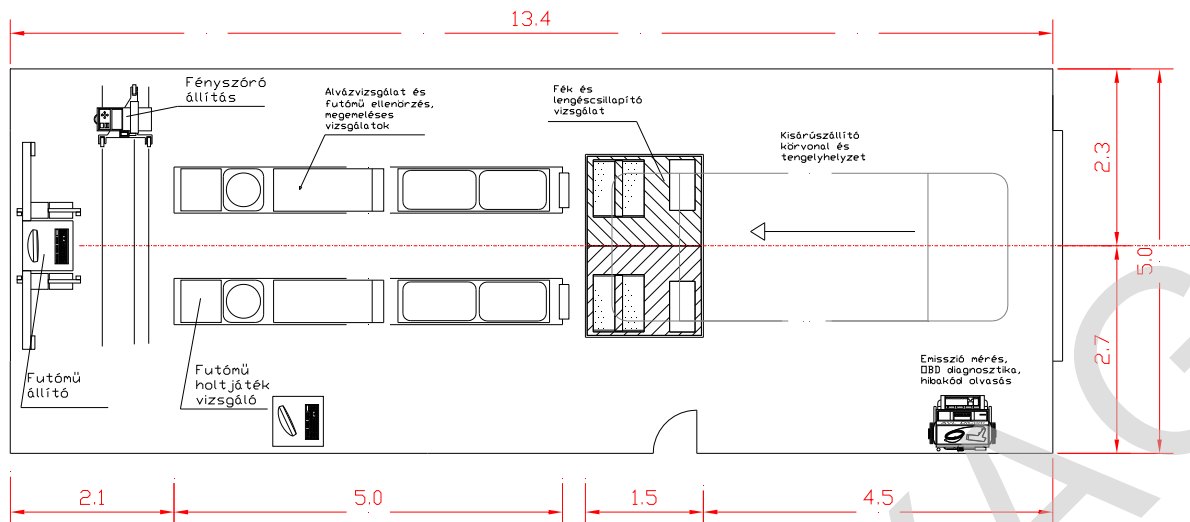 13.4
Fényszóró
állítás
Alvázvizsgálat és
futómű ellenőrzés,
megemeléses
vizsgálatok
Fék és
lengéscsillapító
vizsgálat
Kisárúszállító
körvonal és
tengelyhelyzet
2.3
5.0
2.7
Futómű
állító
Futómű
holtjáték
vizsgáló
Emisszió mérés,
□BD diagnosztika,
hibakód olvasás
2.1
5.0
1.5
4.5